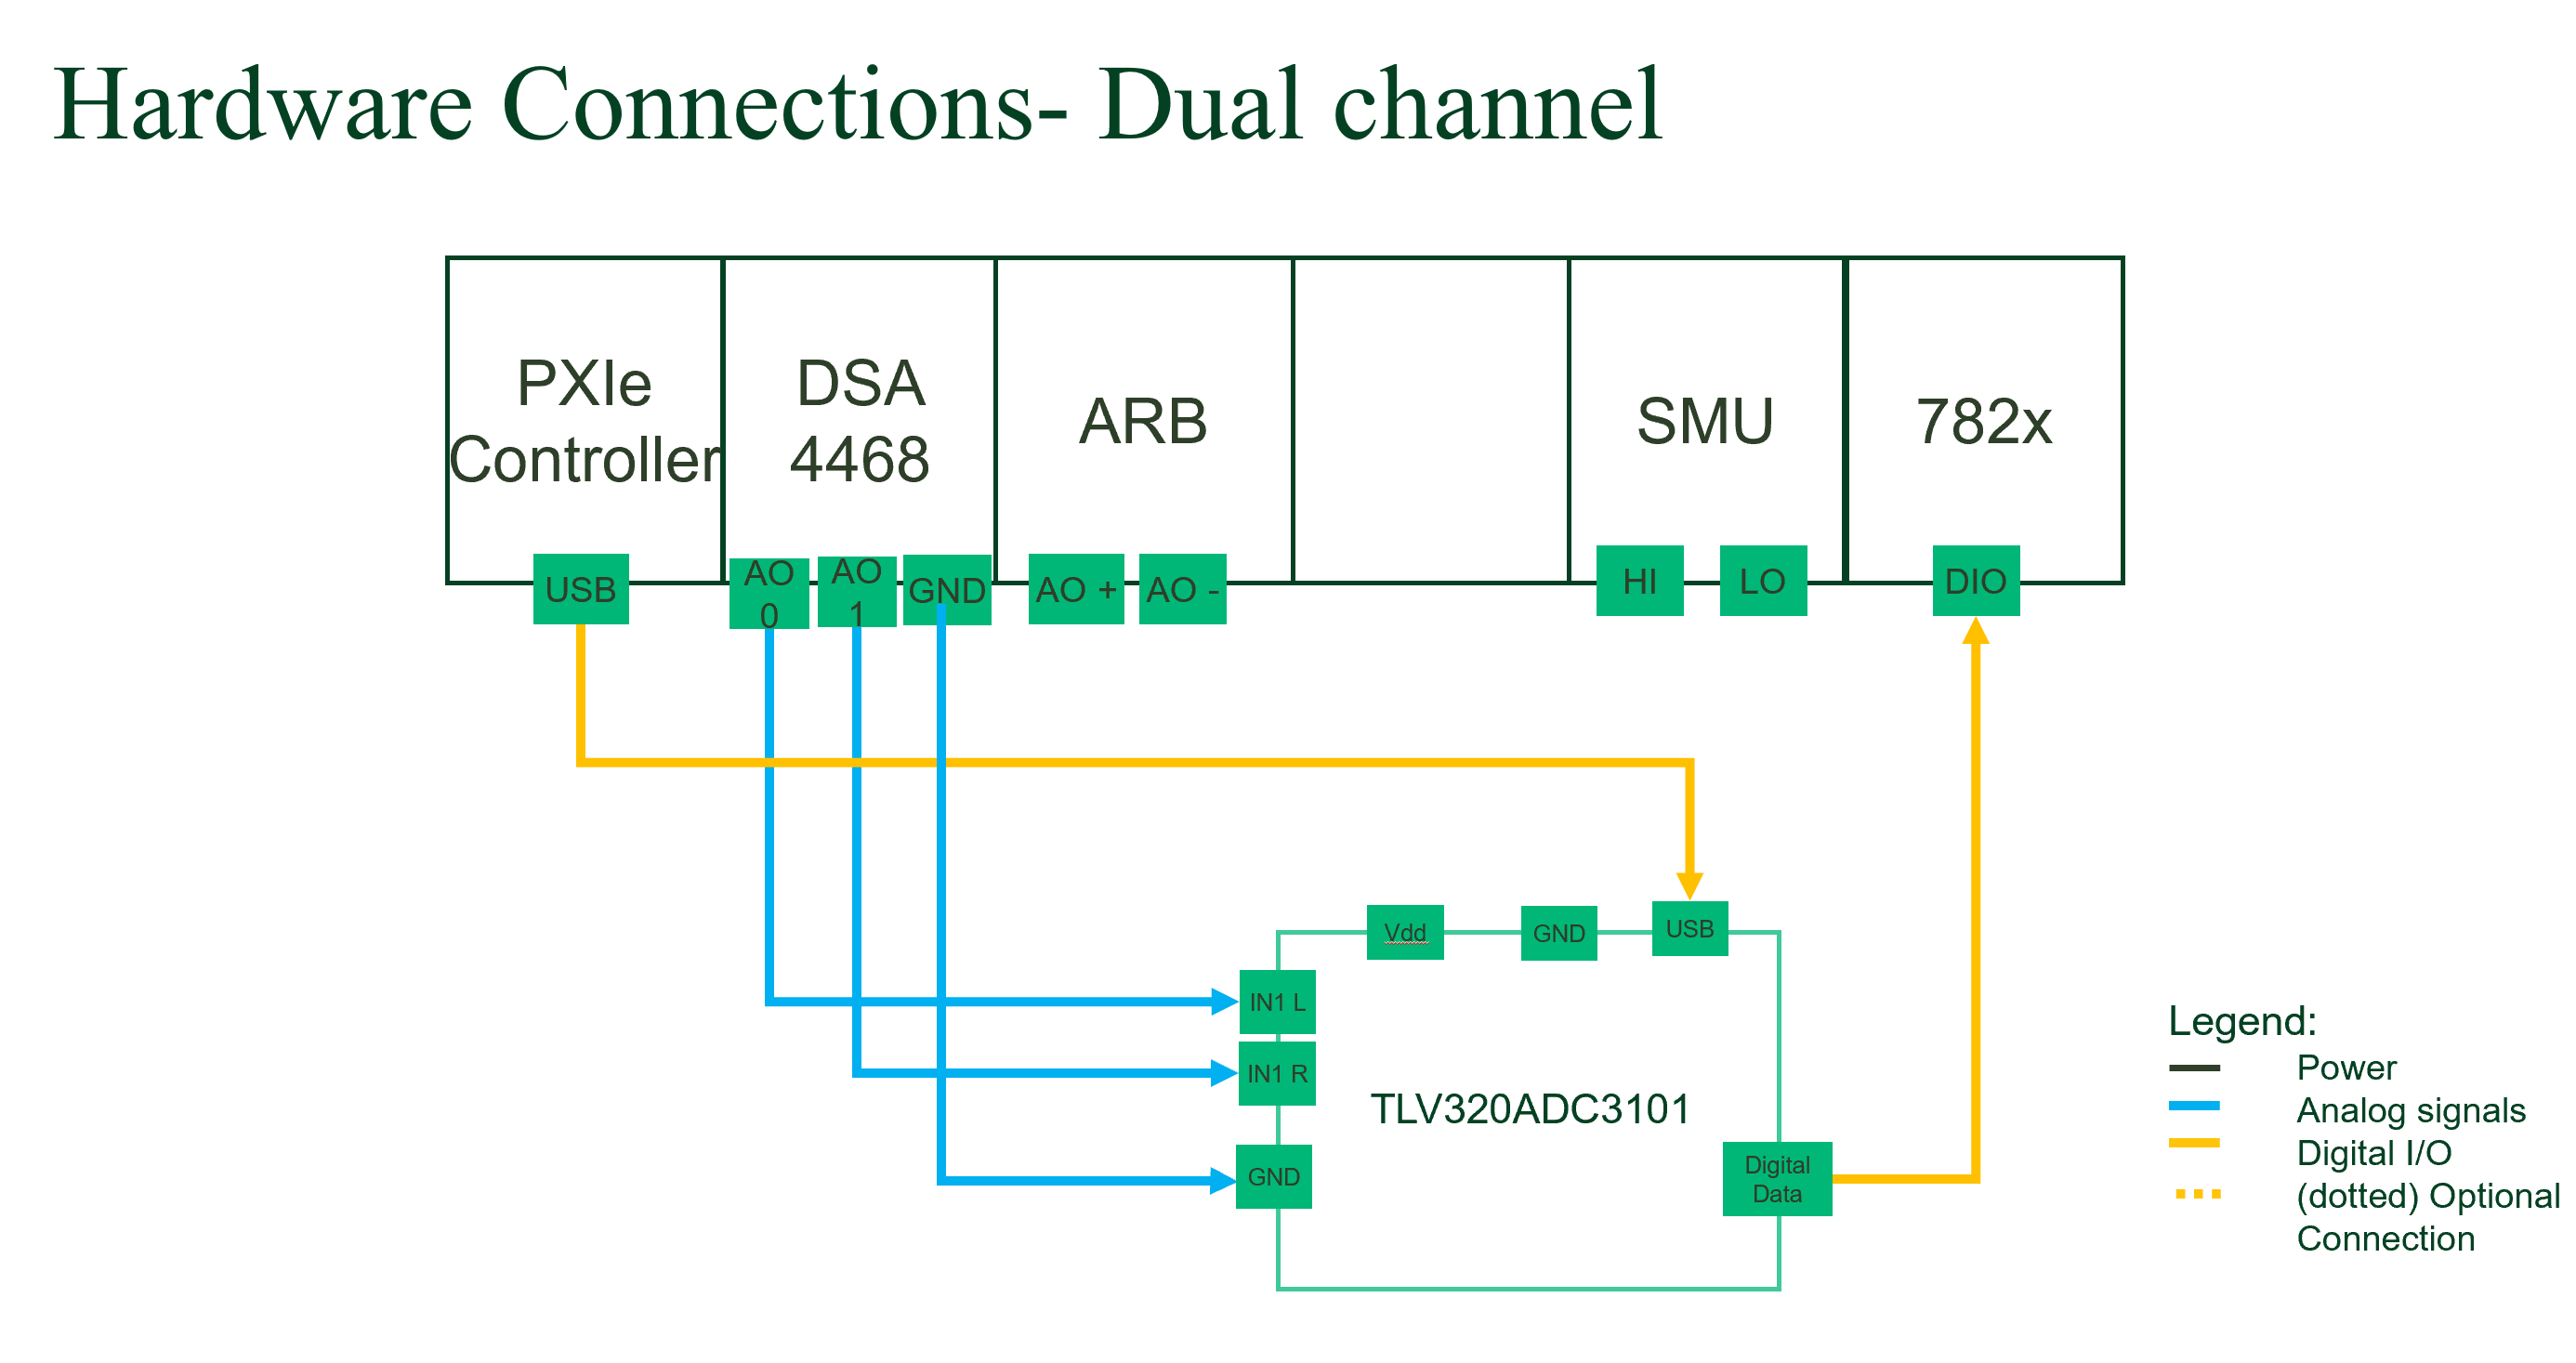 Hardware Connections- Dual channel
PXIe
Controller
DSA
4468
ARB
SMU
782x
USB
AO
0
AO
1
GND
AO +
AO -
HI
LO
DIO
Vdd
GND
USB
IN1 L
IN1 R
GND
TLV320ADC3101
Digital
Data
Legend:
Power
Analog signals
Digital I/O
(dotted) Optional
Connection